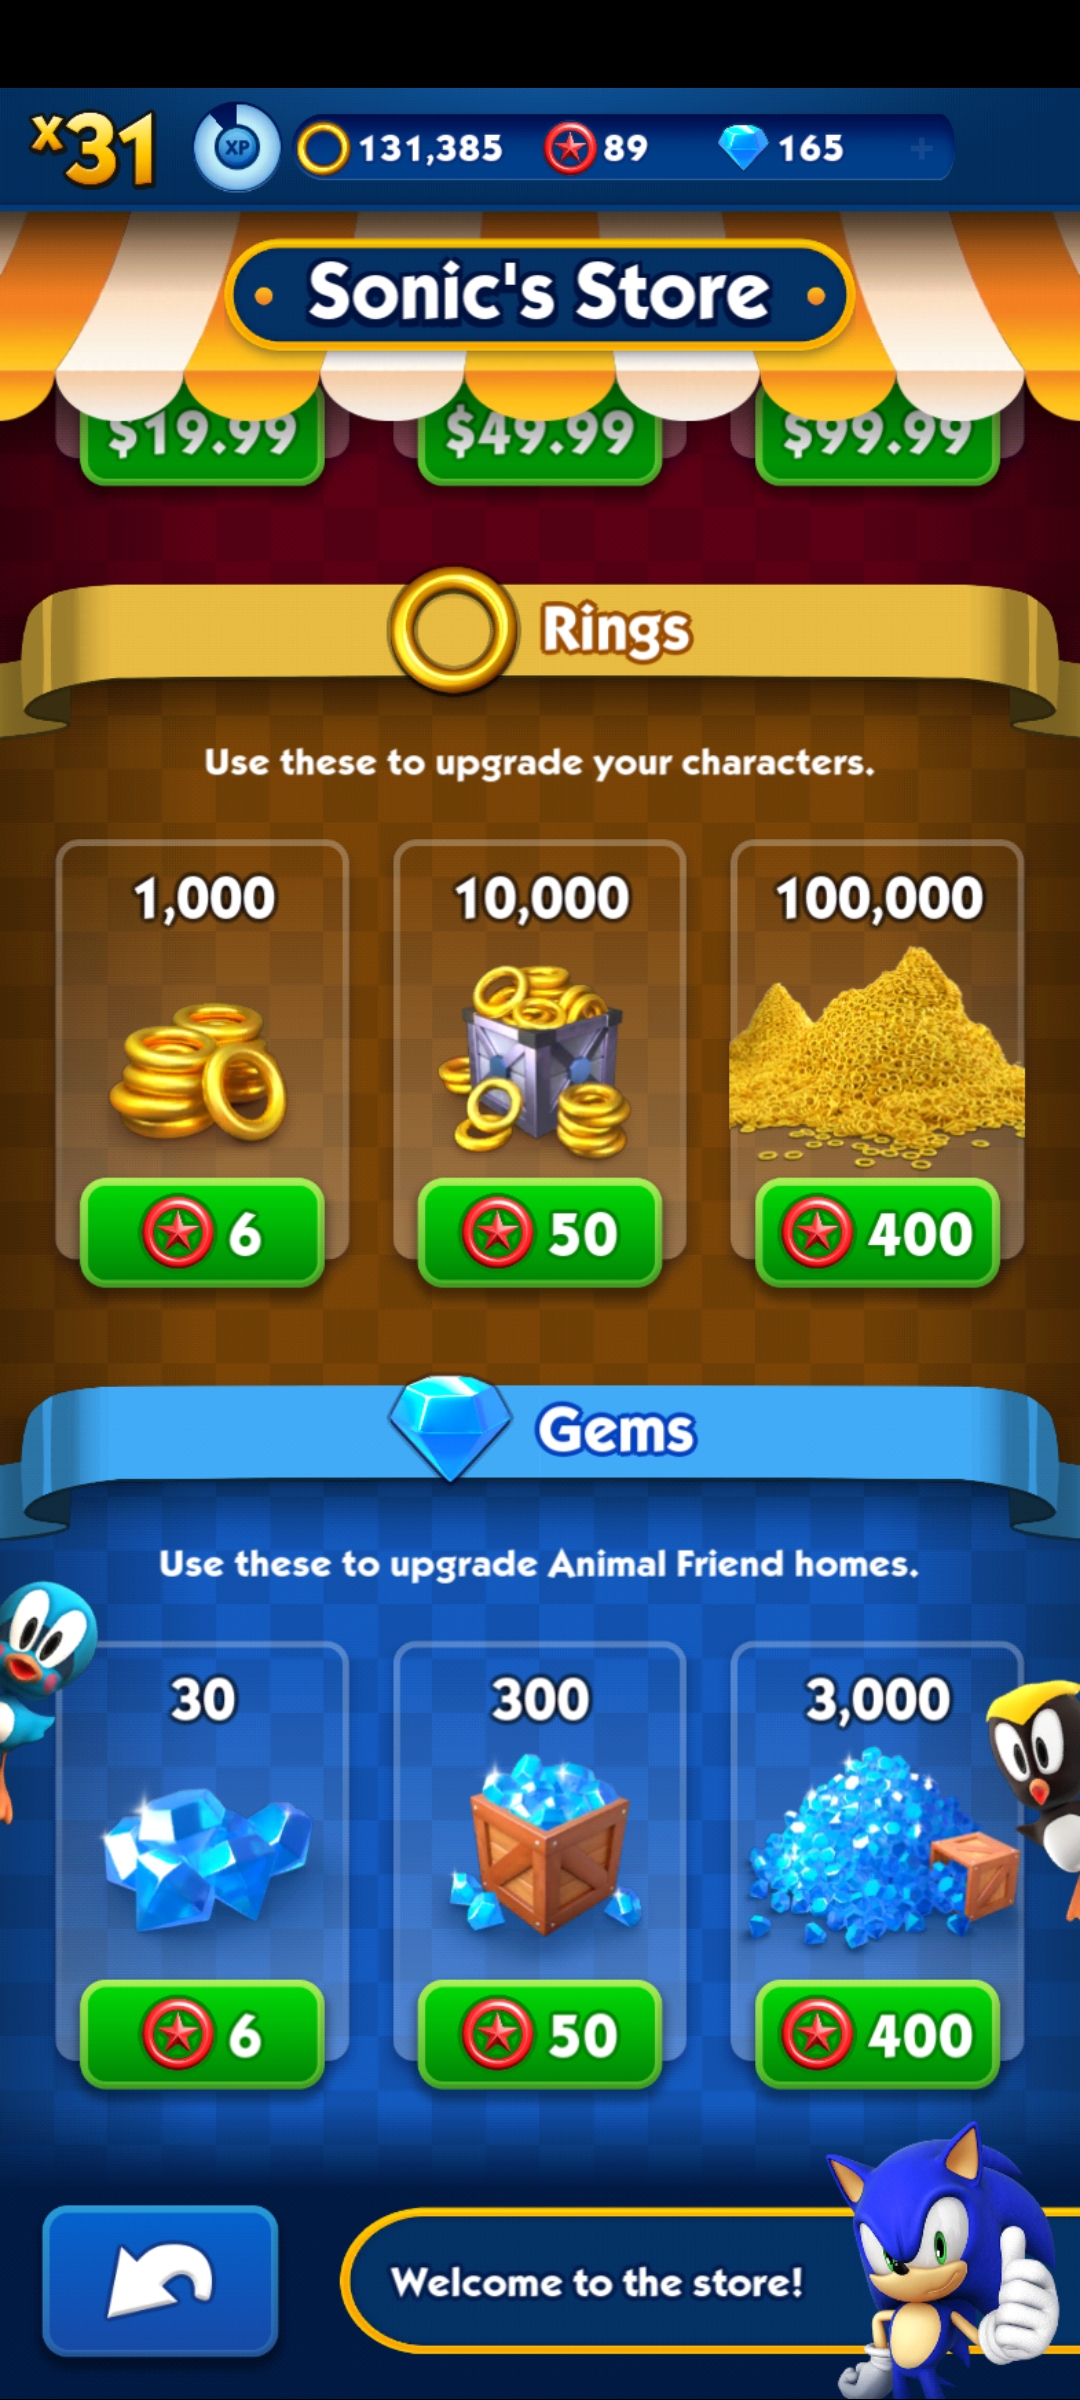 x31 XP 131,385 89 165 +
Sonic's Store
$19.99 $49.99 $99.99
Rings
Use these to upgrade your characters.
1,000 10,000 100,000
6 50 400
Gems
Use these to upgrade Animal Friend homes.
30 300 3,000
6 50 400
Welcome to the store!